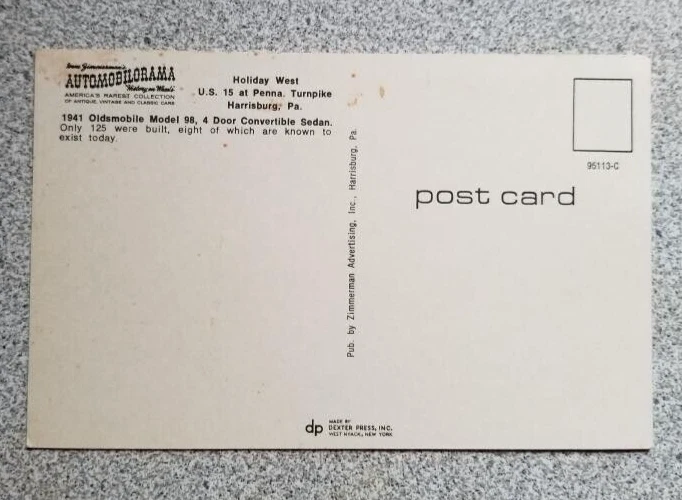 Gene Zimmerman's
AUTOMOBILORAMA
"History on Wheels"
AMERICA'S RAREST COLLECTION
OF ANTIQUE, VINTAGE AND CLASSIC CARS
Holiday West
U.S. 15 at Penna. Turnpike
Harrisburg, Pa.
1941 Oldsmobile Model 98, 4 Door Convertible Sedan.
Only 125 were built, eight of which are known to
exist today.
Pub. by Zimmerman Advertising, Inc., Harrisburg, Pa.
95113-C
post card
dp
MADE BY
DEXTER PRESS, INC.
WEST NYACK, NEW YORK